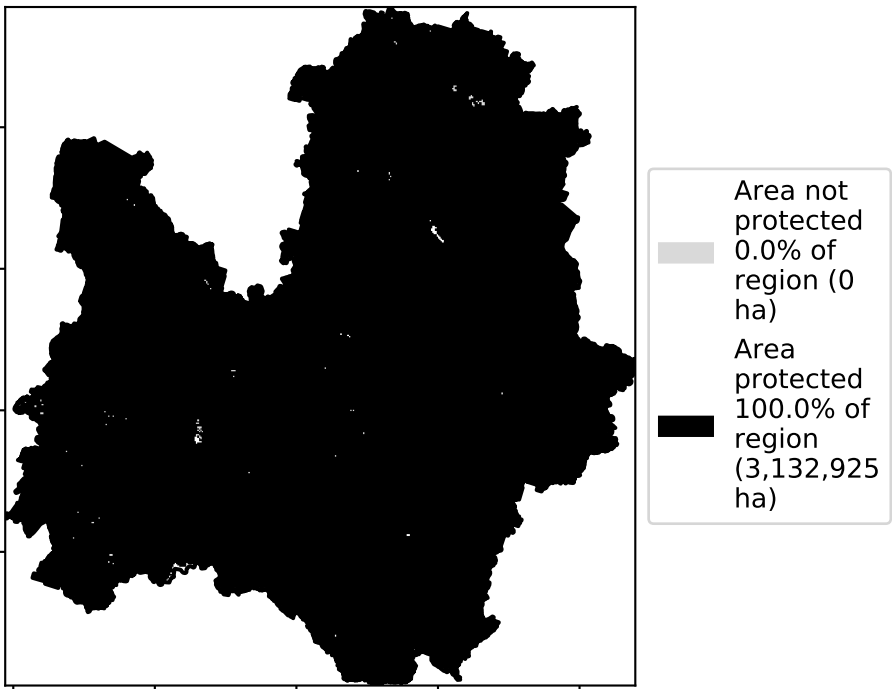 Area not
protected
0.0% of
region (0
ha)
Area
protected
100.0% of
region
(3,132,925
ha)